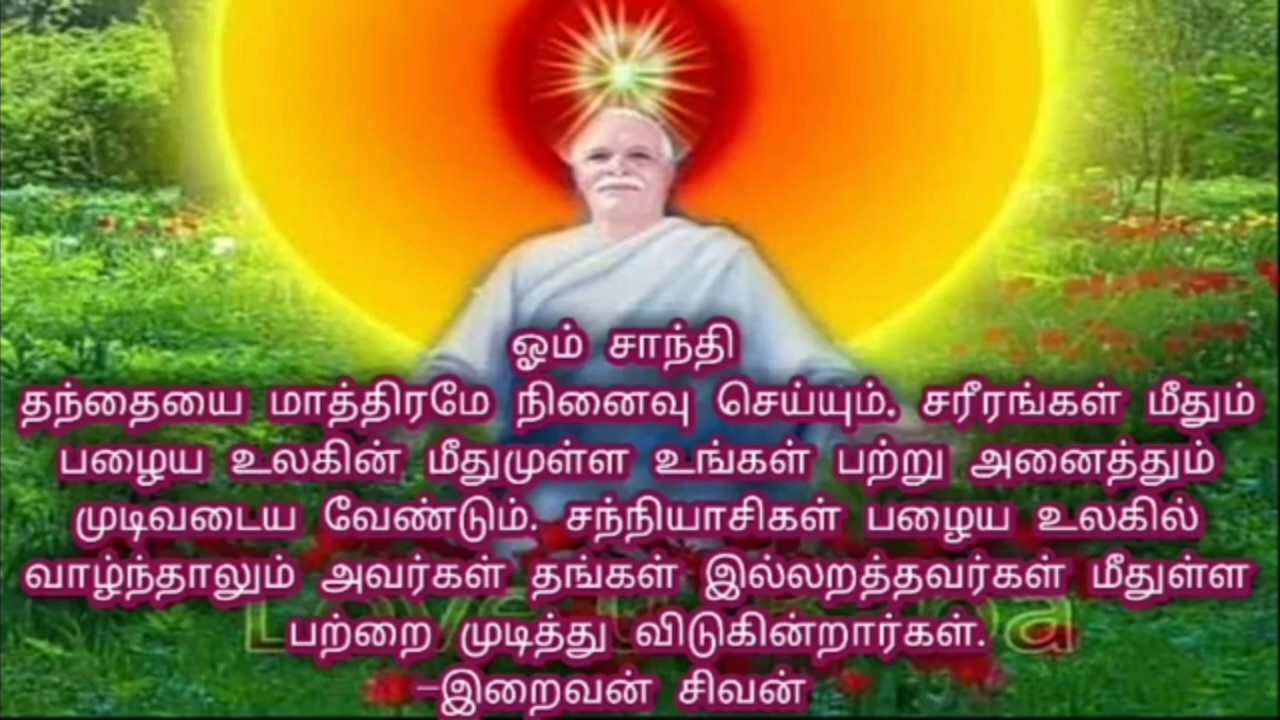 ஓம் சாந்தி
தந்தையை மாத்திரமே நினைவு செய்யும். சரீரங்கள் மீதும்
பழைய உலகின் மீதுமுள்ள உங்கள் பற்று அனைத்தும்
முடிவடைய வேண்டும். சந்நியாசிகள் பழைய உலகில்
வாழ்ந்தாலும் அவர்கள் தங்கள் இல்லறத்தவர்கள் மீதுள்ள
பற்றை முடித்து விடுகின்றார்கள்.
-இறைவன் சிவன்